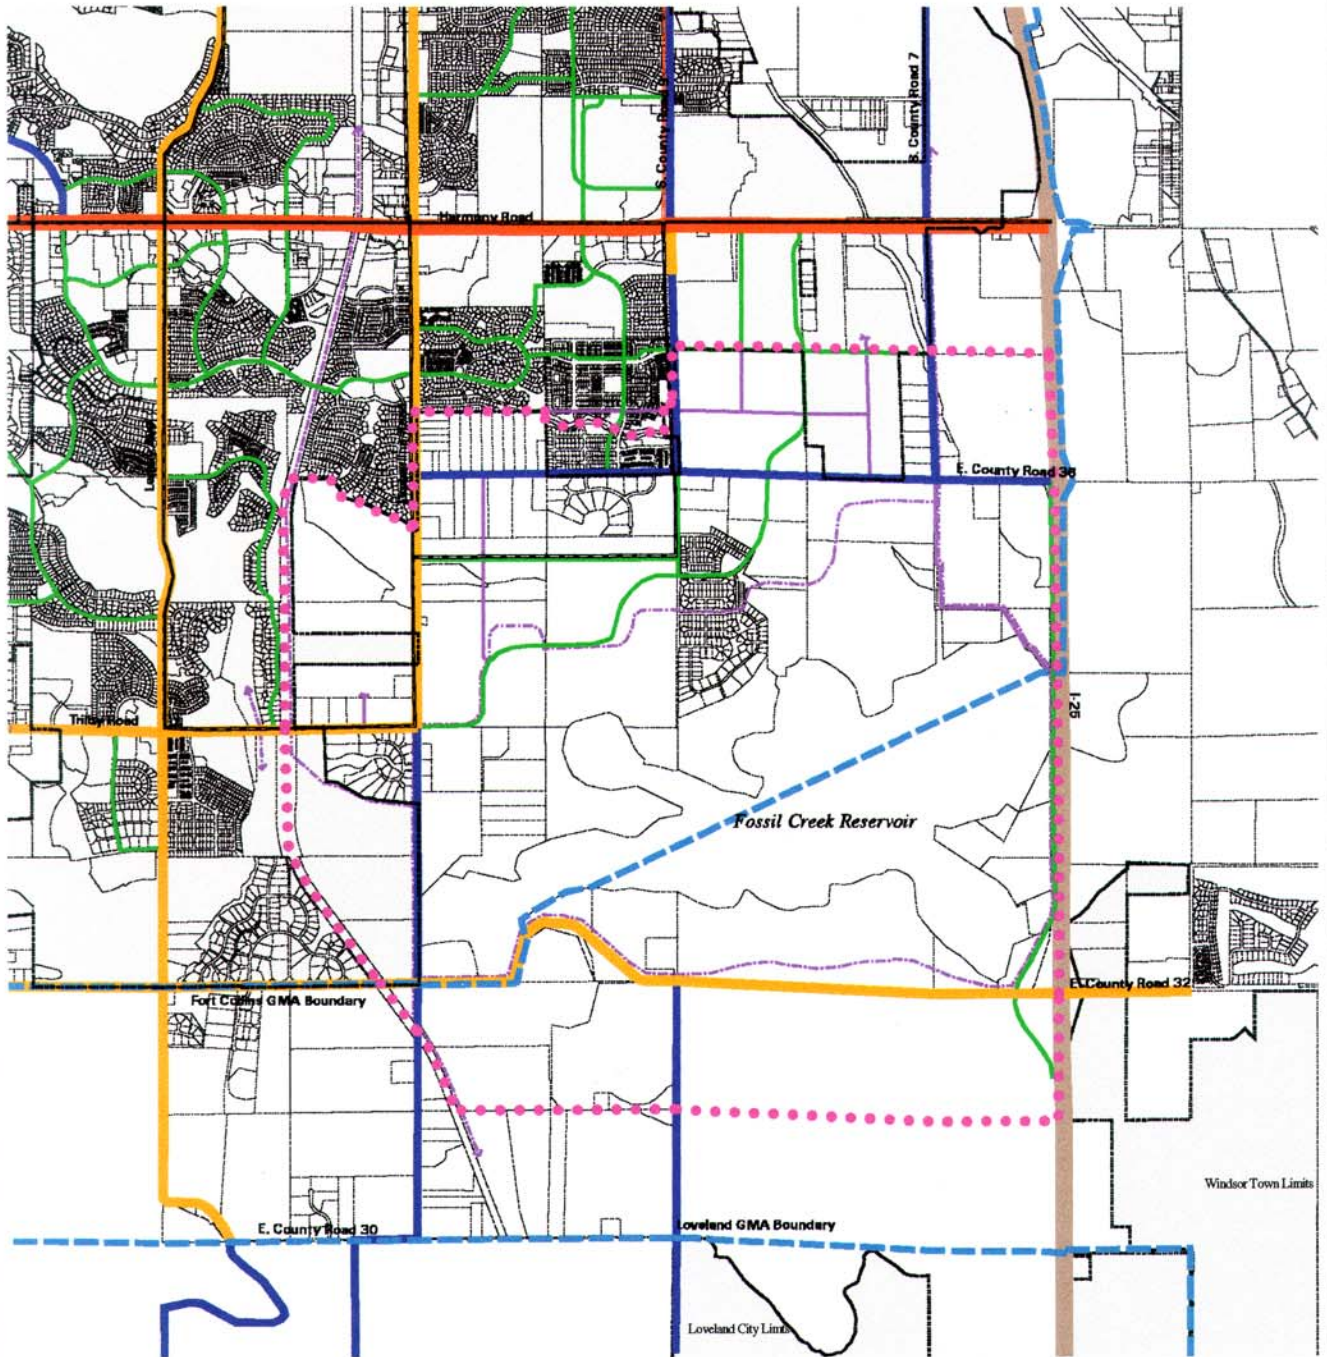 S. County Road 7
Harmony Road
E. County Road 36
Trilby Road
I-25
Fossil Creek Reservoir
E. County Road 32
Fort Collins GMA Boundary
Windsor Town Limits
E. County Road 30
Loveland GMA Boundary
Loveland City Limits